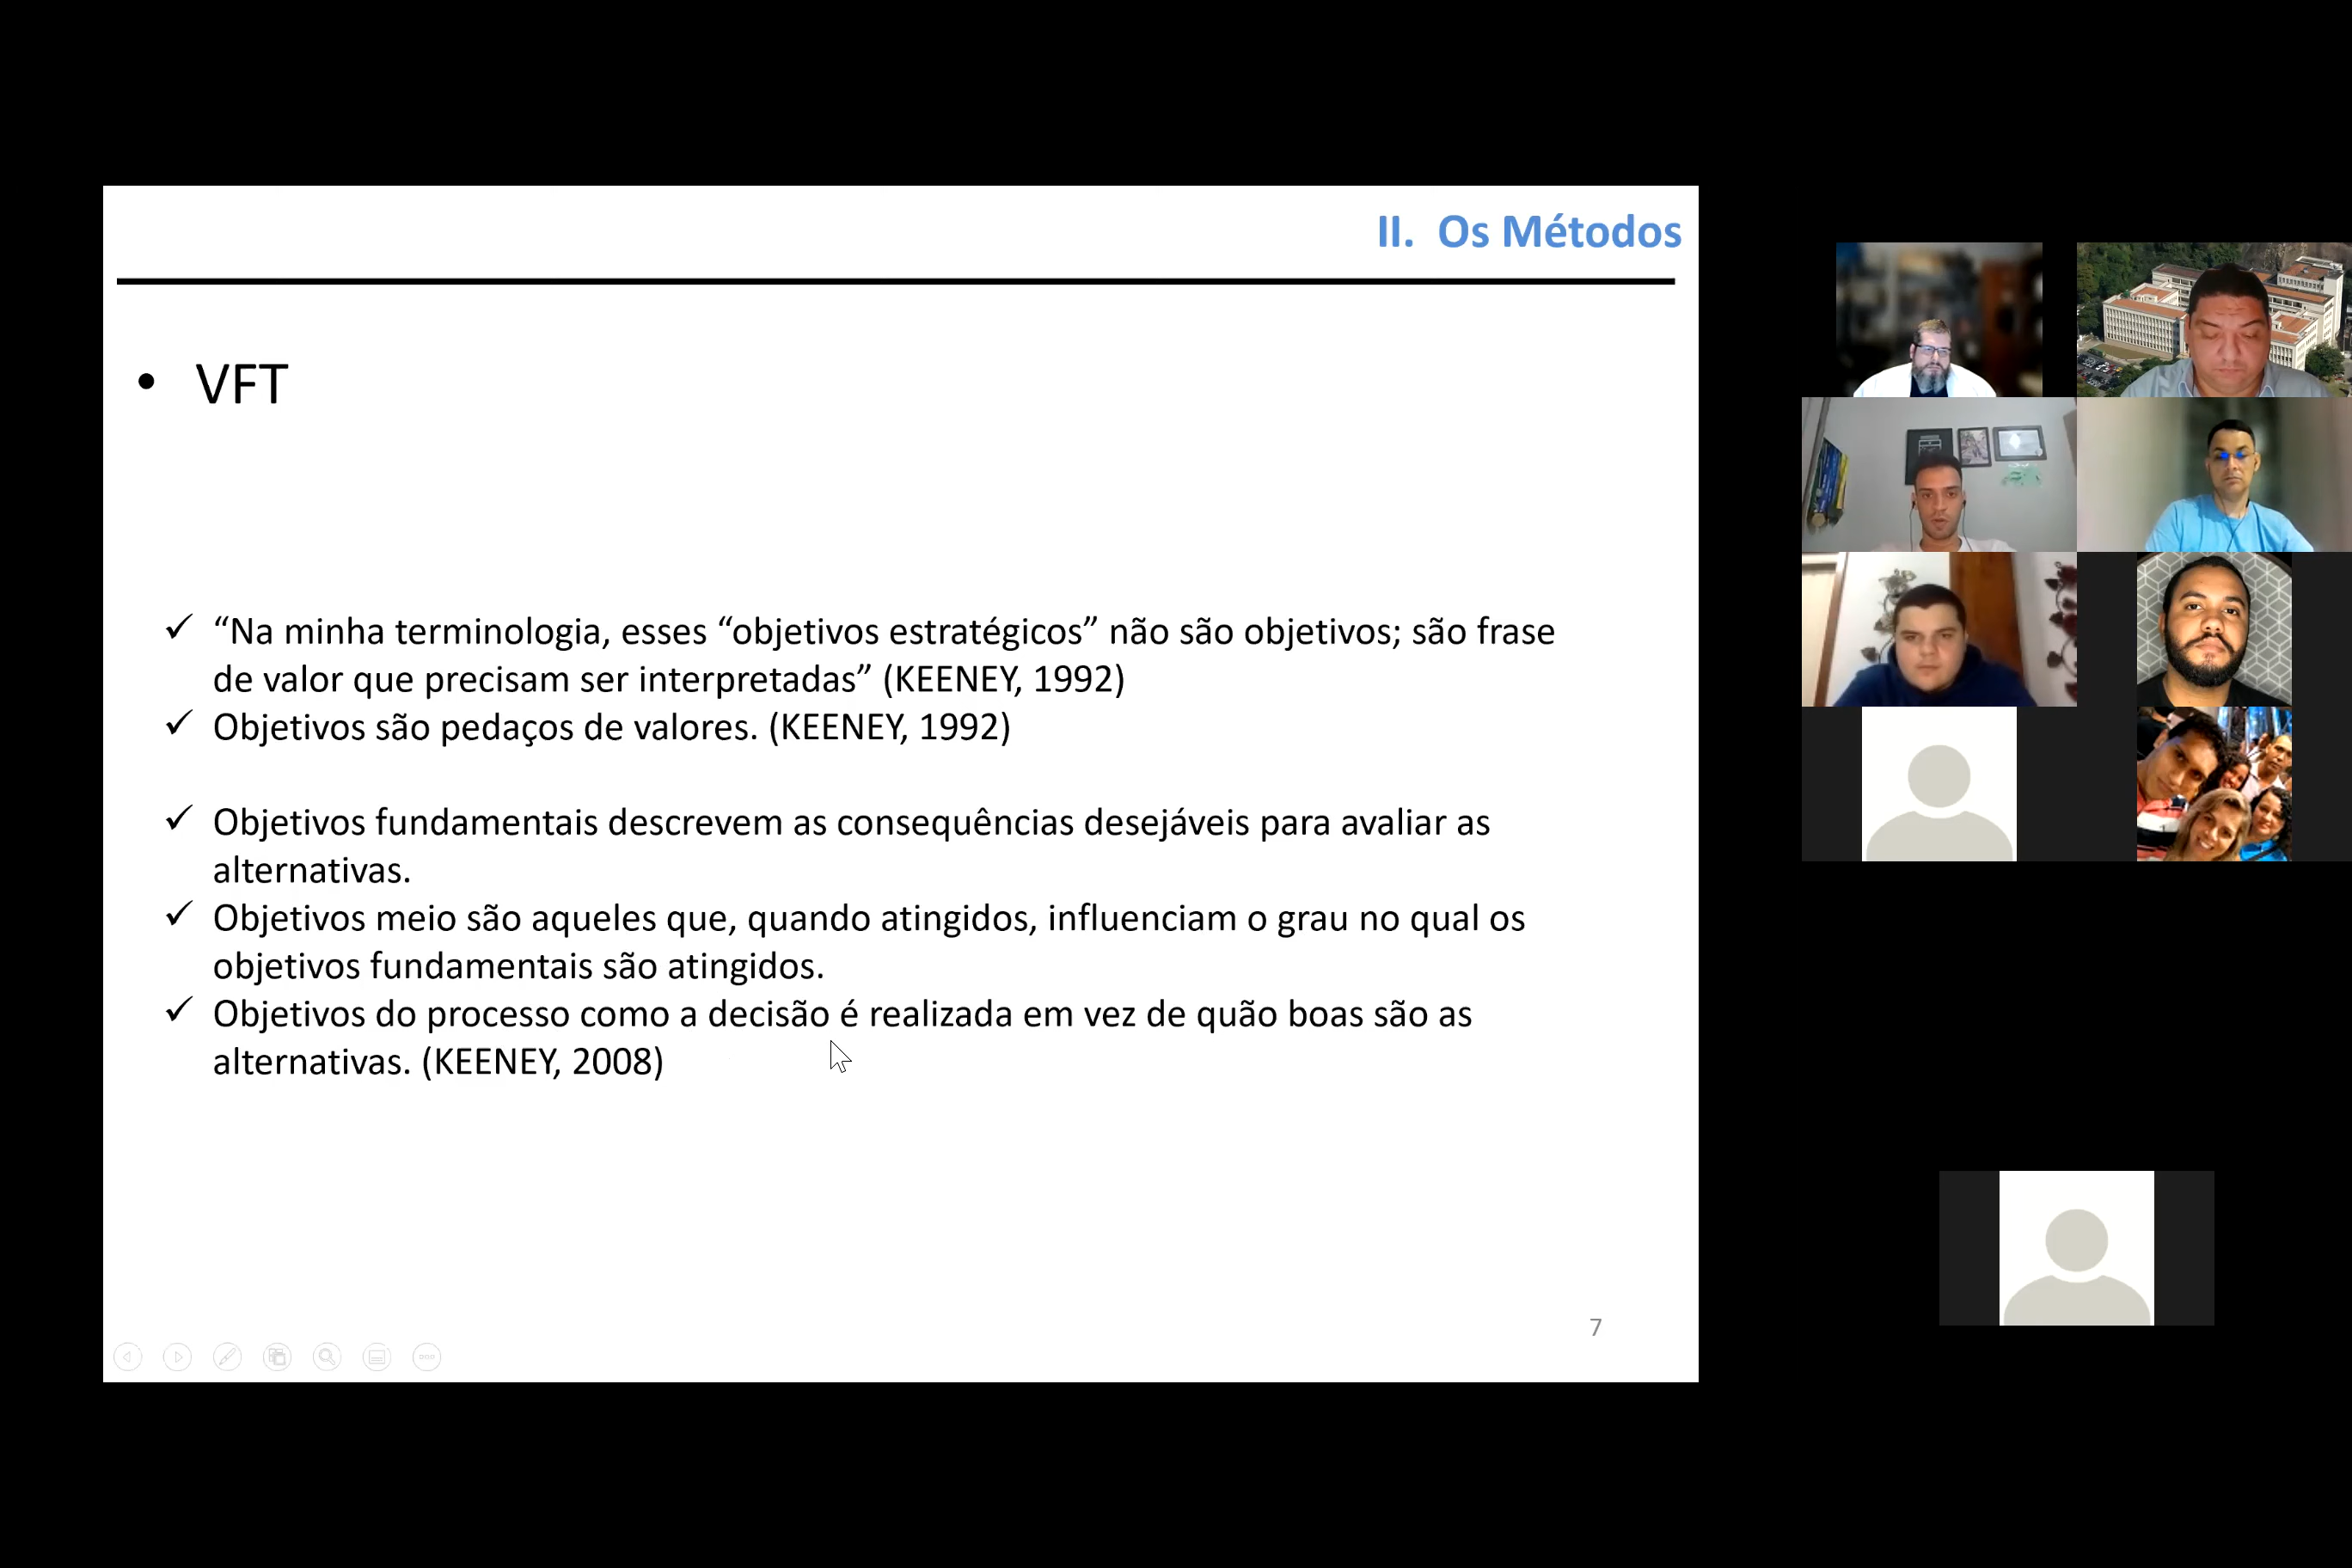 II. Os Métodos
• VFT
✓ “Na minha terminologia, esses “objetivos estratégicos” não são objetivos; são frase
de valor que precisam ser interpretadas” (KEENEY, 1992)
✓ Objetivos são pedaços de valores. (KEENEY, 1992)
✓ Objetivos fundamentais descrevem as consequências desejáveis para avaliar as
alternativas.
✓ Objetivos meio são aqueles que, quando atingidos, influenciam o grau no qual os
objetivos fundamentais são atingidos.
✓ Objetivos do processo como a decisão é realizada em vez de quão boas são as
alternativas. (KEENEY, 2008)
7